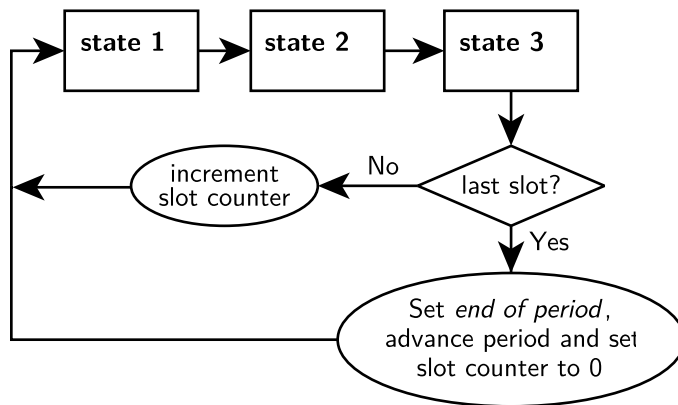 state 1
state 2
state 3
increment
slot counter
No
last slot?
Yes
Set end of period,
advance period and set
slot counter to 0